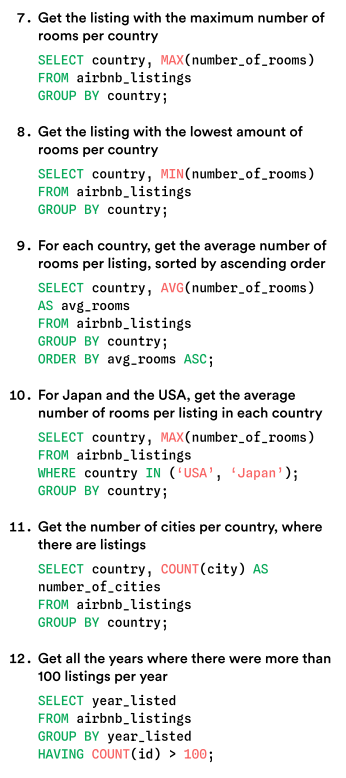 7. Get the listing with the maximum number of
rooms per country
SELECT country, MAX(number_of_rooms)
FROM airbnb_listings
GROUP BY country;
8. Get the listing with the lowest amount of
rooms per country
SELECT country, MIN(number_of_rooms)
FROM airbnb_listings
GROUP BY country;
9. For each country, get the average number of
rooms per listing, sorted by ascending order
SELECT country, AVG(number_of_rooms)
AS avg_rooms
FROM airbnb_listings
GROUP BY country;
ORDER BY avg_rooms ASC;
10. For Japan and the USA, get the average
number of rooms per listing in each country
SELECT country, MAX(number_of_rooms)
FROM airbnb_listings
WHERE country IN (‘USA’, ‘Japan’);
GROUP BY country;
11. Get the number of cities per country, where
there are listings
SELECT country, COUNT(city) AS
number_of_cities
FROM airbnb_listings
GROUP BY country;
12. Get all the years where there were more than
100 listings per year
SELECT year_listed
FROM airbnb_listings
GROUP BY year_listed
HAVING COUNT(id) > 100;